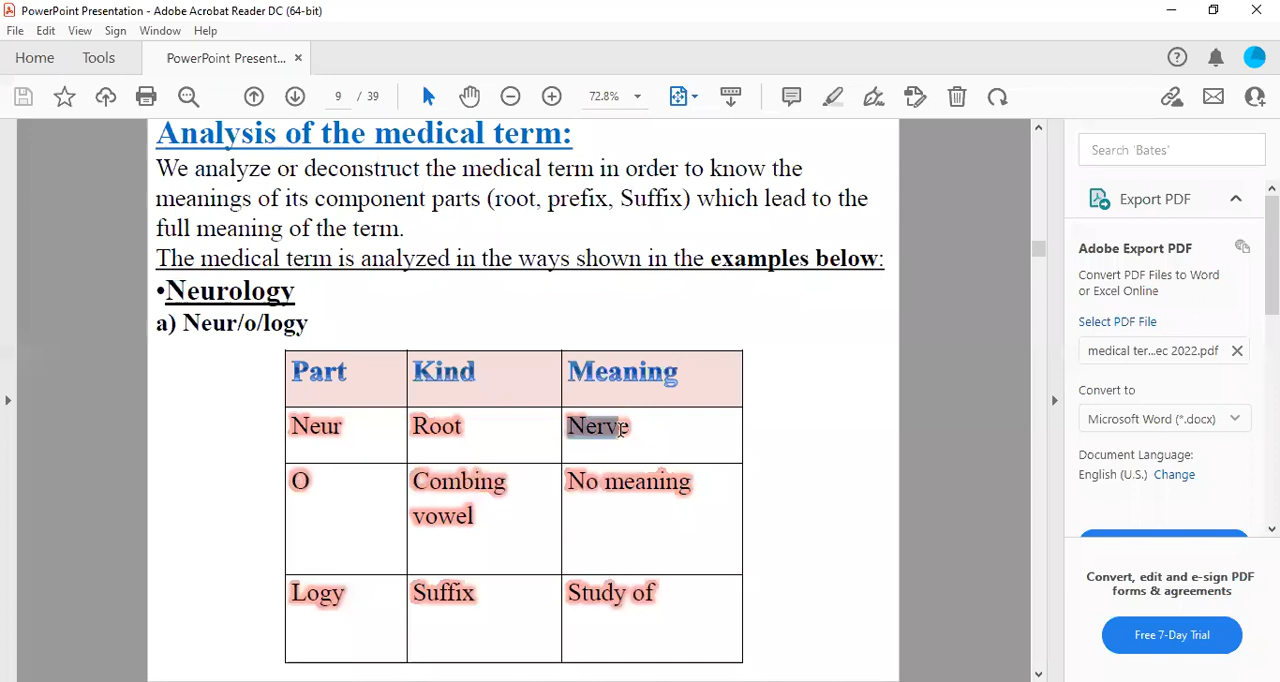 PowerPoint Presentation - Adobe Acrobat Reader DC (64-bit)
File Edit View Sign Window Help
Home Tools PowerPoint Present... ×
9 / 39 72.8%
Analysis of the medical term:
We analyze or deconstruct the medical term in order to know the
meanings of its component parts (root, prefix, Suffix) which lead to the
full meaning of the term.
The medical term is analyzed in the ways shown in the examples below:
•Neurology
a) Neur/o/logy
Part Kind Meaning
Neur Root Nerve
O Combing No meaning
vowel
Logy Suffix Study of
Search 'Bates'
Export PDF
Adobe Export PDF
Convert PDF Files to Word
or Excel Online
Select PDF File
medical ter...ec 2022.pdf
Convert to
Microsoft Word (*.docx)
Document Language:
English (U.S.) Change
Convert, edit and e-sign PDF
forms & agreements
Free 7-Day Trial